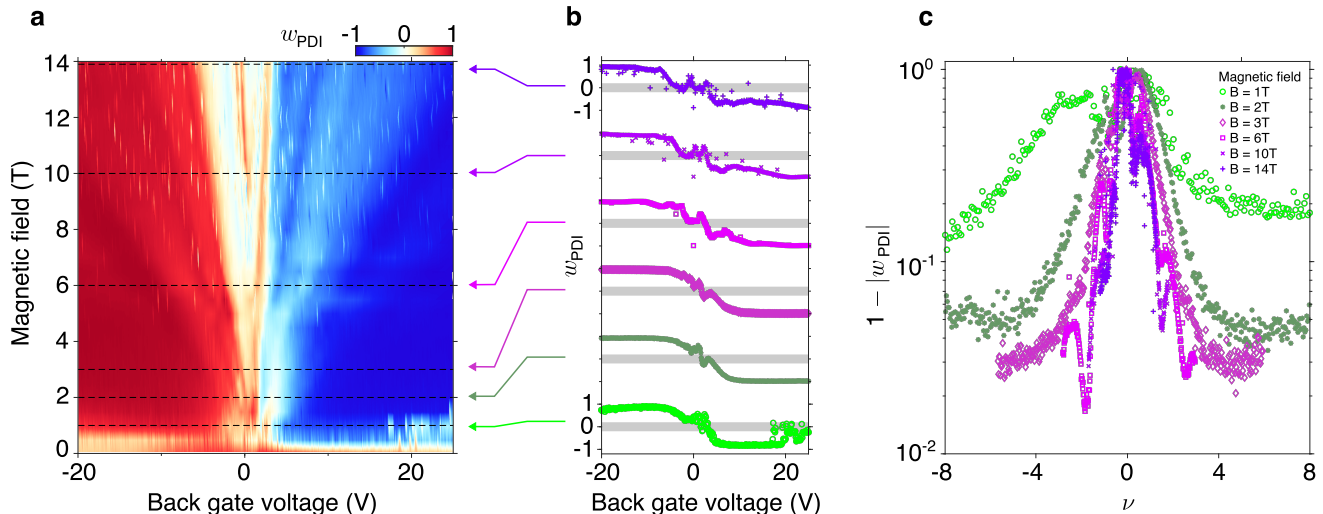 a
w_PDI
-1 0 1
Magnetic field (T)
14
12
10
8
6
4
2
0
-20 0 20
Back gate voltage (V)
b
w_PDI
1
0
-1
1
0
-1
-20 -10 0 10 20
Back gate voltage (V)
c
1 − |w_PDI|
10^0
10^-1
10^-2
Magnetic field
B = 1T
B = 2T
B = 3T
B = 6T
B = 10T
B = 14T
-8 -4 0 4 8
ν